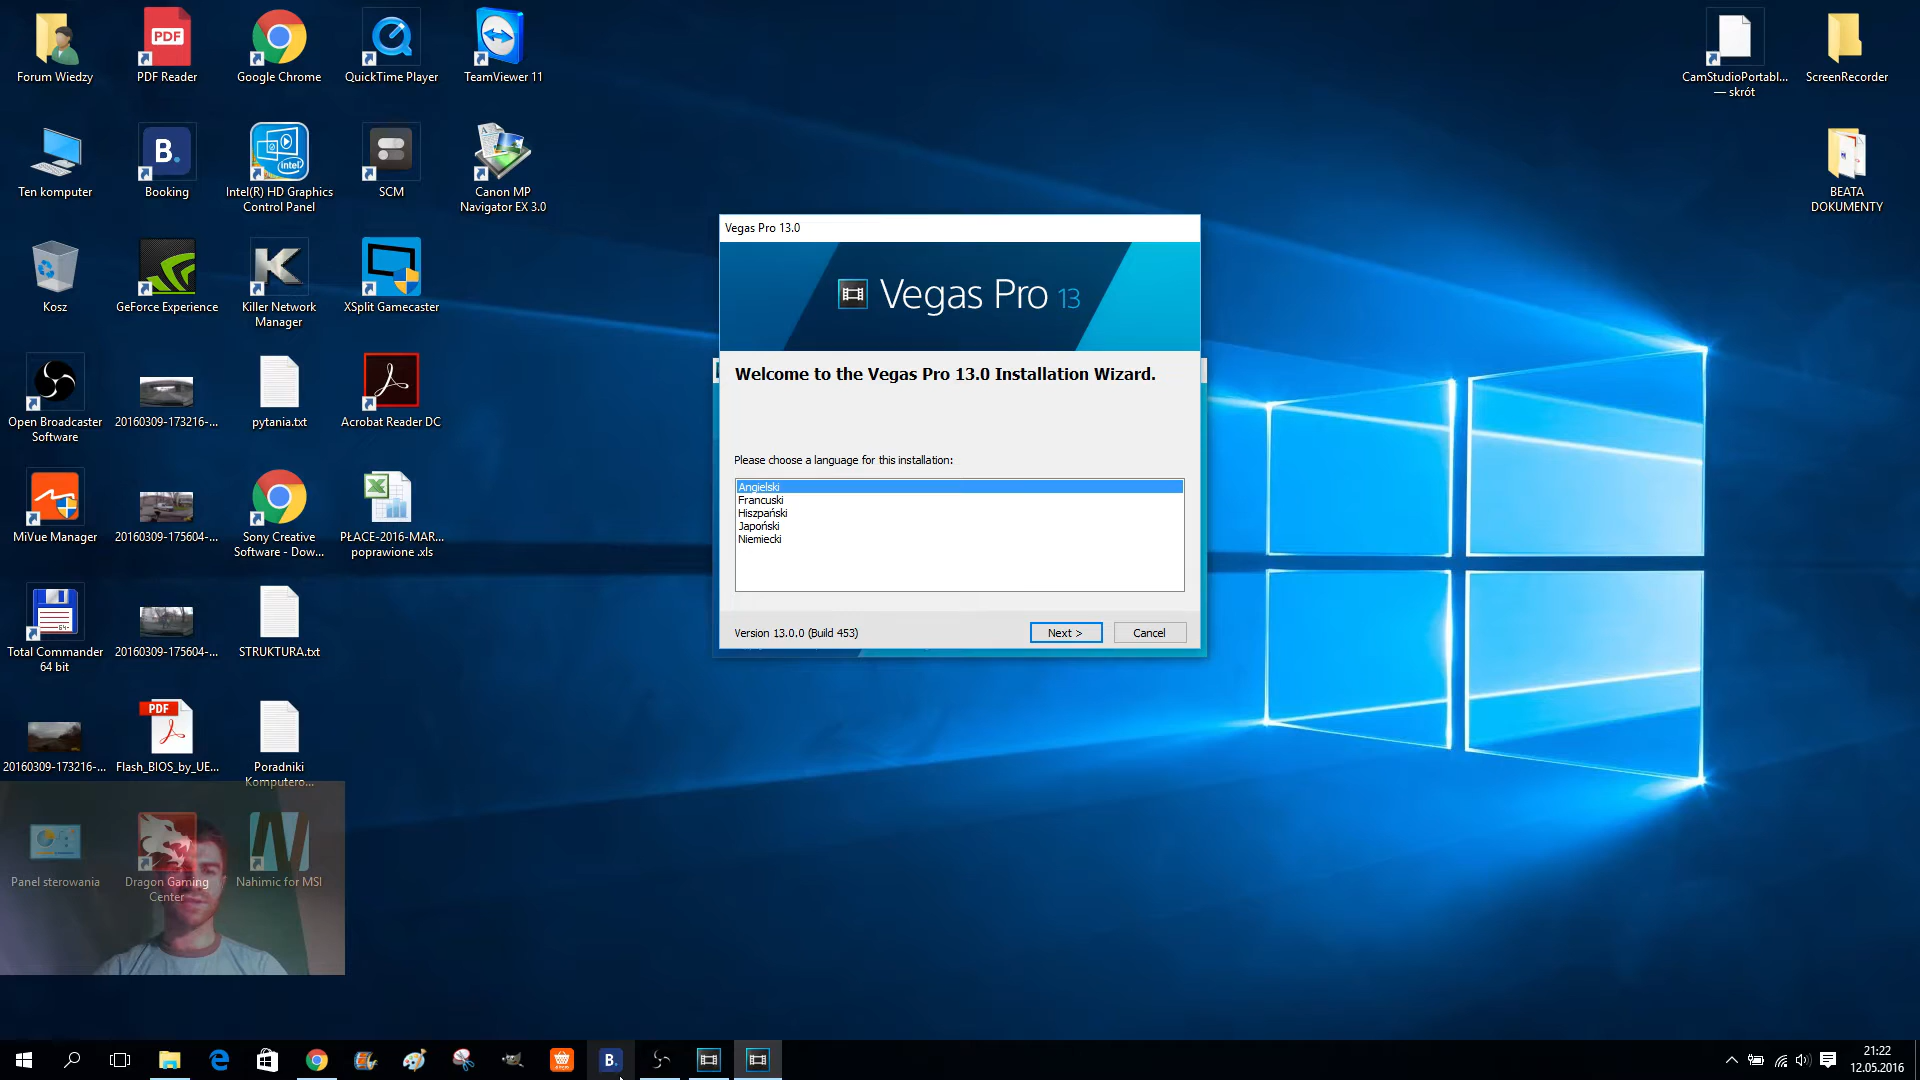 Forum Wiedzy
PDF
PDF Reader
Google Chrome
QuickTime Player
TeamViewer 11
CamStudioPortabl...
— skrót
ScreenRecorder
Ten komputer
B.
Booking
intel
Intel(R) HD Graphics
Control Panel
SCM
Canon MP
Navigator EX 3.0
BEATA
DOKUMENTY
Kosz
GeForce Experience
K
Killer Network
Manager
XSplit Gamecaster
Vegas Pro 13.0
Vegas Pro 13
Welcome to the Vegas Pro 13.0 Installation Wizard.
Please choose a language for this installation:
Angielski
Francuski
Hiszpański
Japoński
Niemiecki
Version 13.0.0 (Build 453)
Next >
Cancel
Open Broadcaster
Software
20160309-173216-...
pytania.txt
Acrobat Reader DC
MiVue Manager
20160309-175604-...
Sony Creative
Software - Dow...
PŁACE-2016-MAR...
poprawione .xls
64
Total Commander
64 bit
20160309-175604-...
STRUKTURA.txt
20160309-173216-...
PDF
Flash_BIOS_by_UE...
Poradniki
Komputero...
Panel sterowania
Dragon Gaming
Center
Nahimic for MSI
B.
21:22
12.05.2016